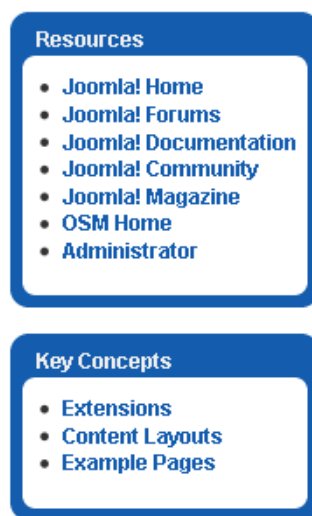 Resources
Joomla! Home
Joomla! Forums
Joomla! Documentation
Joomla! Community
Joomla! Magazine
OSM Home
Administrator
Key Concepts
Extensions
Content Layouts
Example Pages